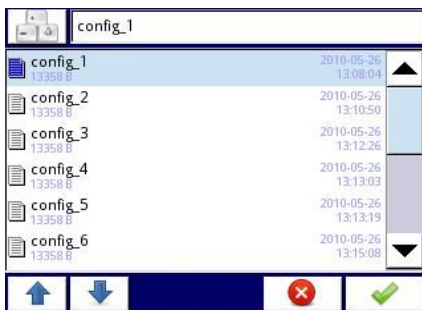 config_1
config_1 2010-05-26
13358 B 13:08:04
config_2 2010-05-26
13358 B 13:10:50
config_3 2010-05-26
13358 B 13:12:26
config_4 2010-05-26
13358 B 13:13:03
config_5 2010-05-26
13358 B 13:13:19
config_6 2010-05-26
13358 B 13:15:08